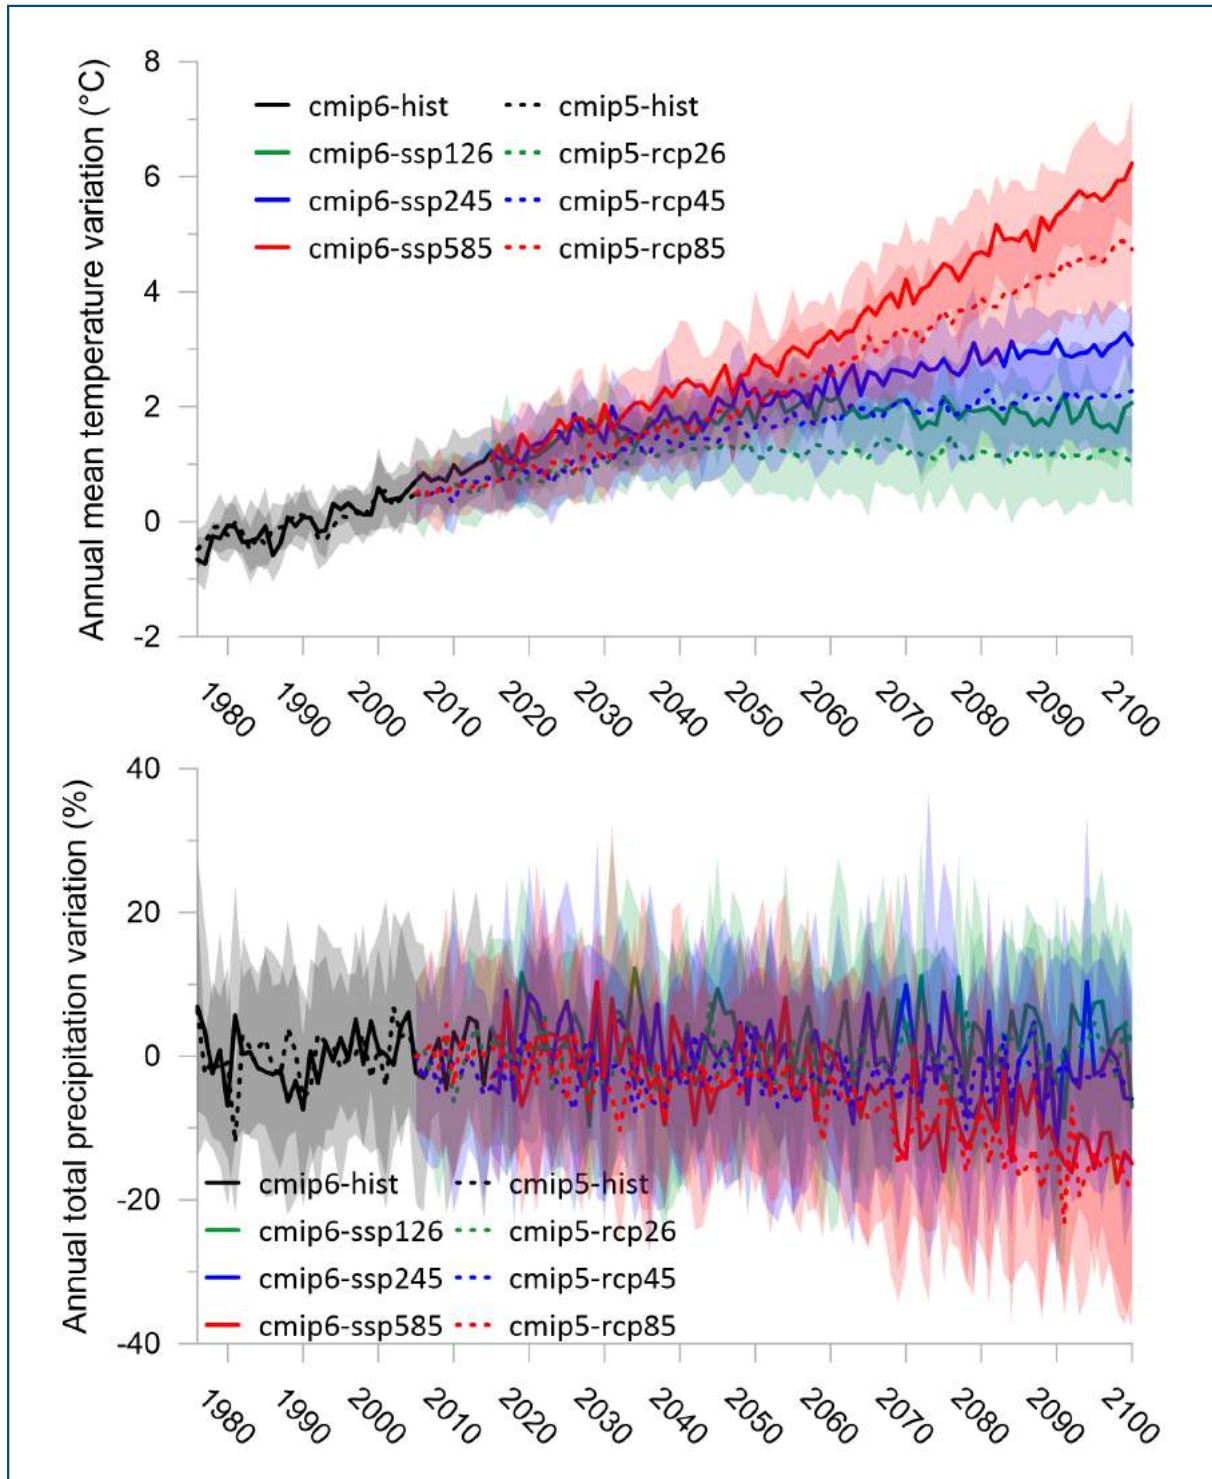 Annual mean temperature variation (°C)
8
6
4
2
0
-2
cmip6-hist cmip5-hist
cmip6-ssp126 cmip5-rcp26
cmip6-ssp245 cmip5-rcp45
cmip6-ssp585 cmip5-rcp85
1980 1990 2000 2010 2020 2030 2040 2050 2060 2070 2080 2090 2100
Annual total precipitation variation (%)
40
20
0
-20
-40
cmip6-hist cmip5-hist
cmip6-ssp126 cmip5-rcp26
cmip6-ssp245 cmip5-rcp45
cmip6-ssp585 cmip5-rcp85
1980 1990 2000 2010 2020 2030 2040 2050 2060 2070 2080 2090 2100